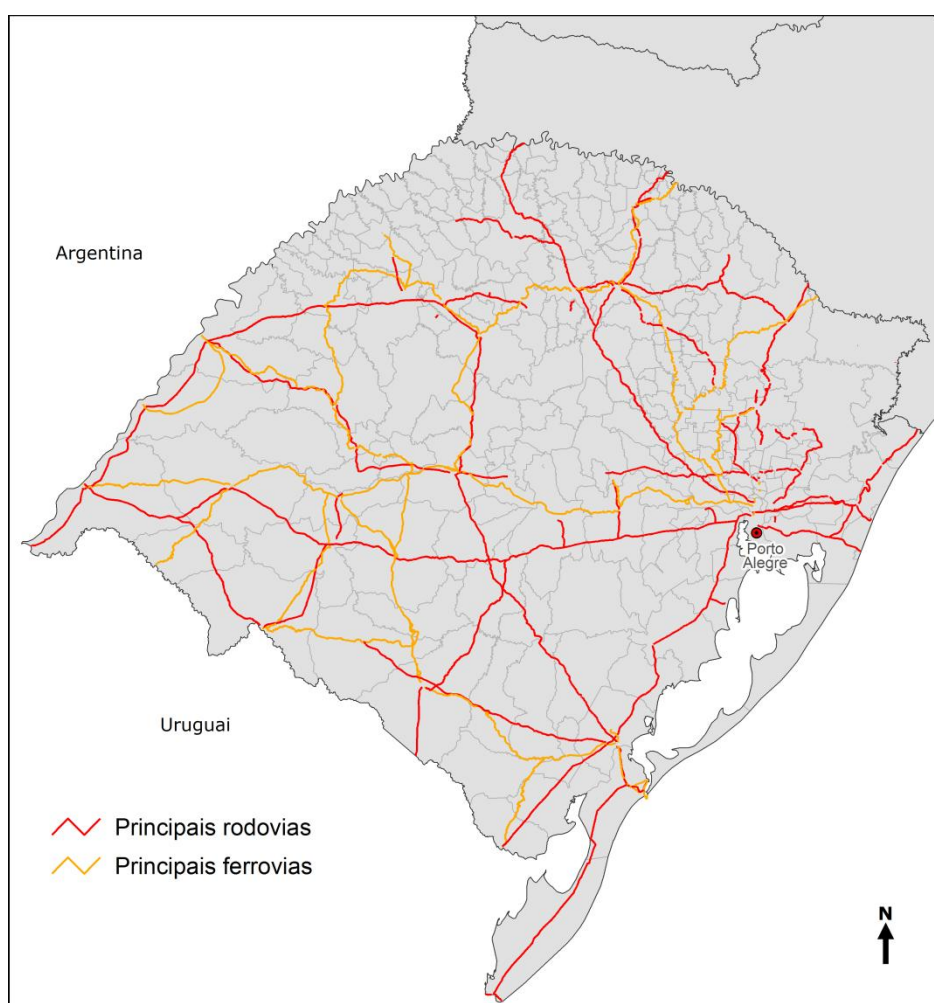 Argentina
Porto
Alegre
Uruguai
Principais rodovias
Principais ferrovias
N